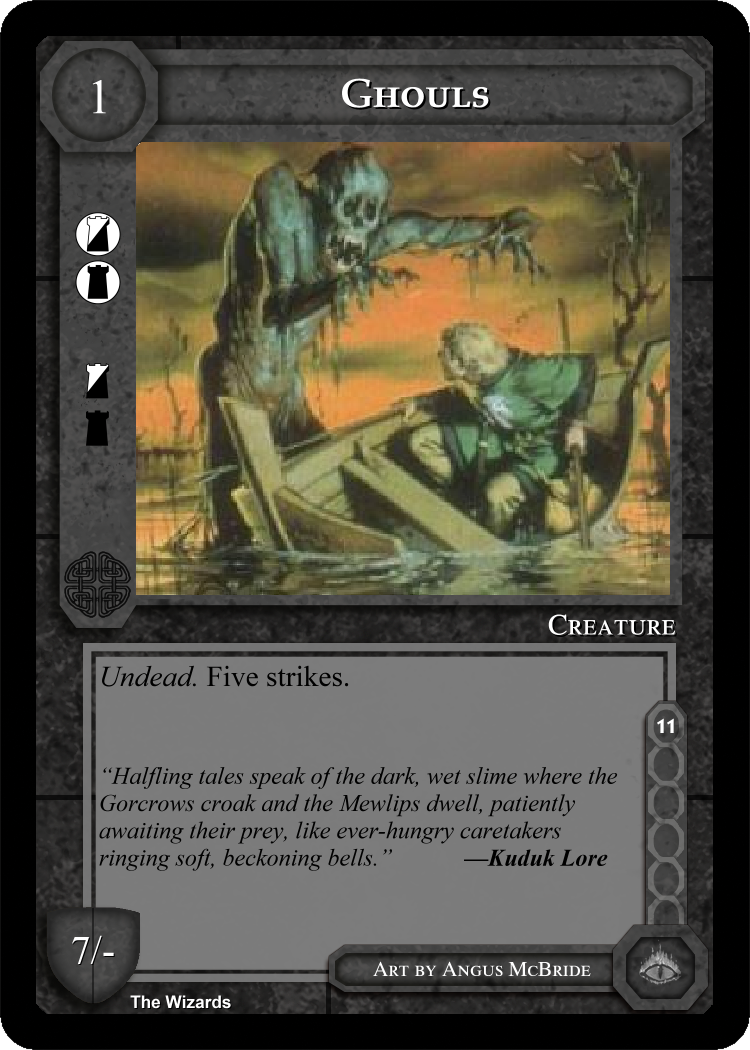 1
GHOULS
CREATURE
Undead. Five strikes.
11
“Halfling tales speak of the dark, wet slime where the
Gorcrows croak and the Mewlips dwell, patiently
awaiting their prey, like ever-hungry caretakers
ringing soft, beckoning bells.” —Kuduk Lore
7/-
ART BY ANGUS MCBRIDE
The Wizards